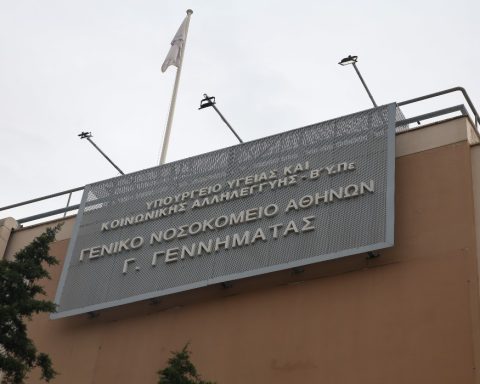 ΥΠΟΥΡΓΕΙΟ ΥΓΕΙΑΣ ΚΑΙ
ΚΟΙΝΩΝΙΚΗΣ ΑΛΛΗΛΕΓΓΥΗΣ - Β΄Υ.Πε
ΓΕΝΙΚΟ ΝΟΣΟΚΟΜΕΙΟ ΑΘΗΝΩΝ
Γ. ΓΕΝΝΗΜΑΤΑΣ